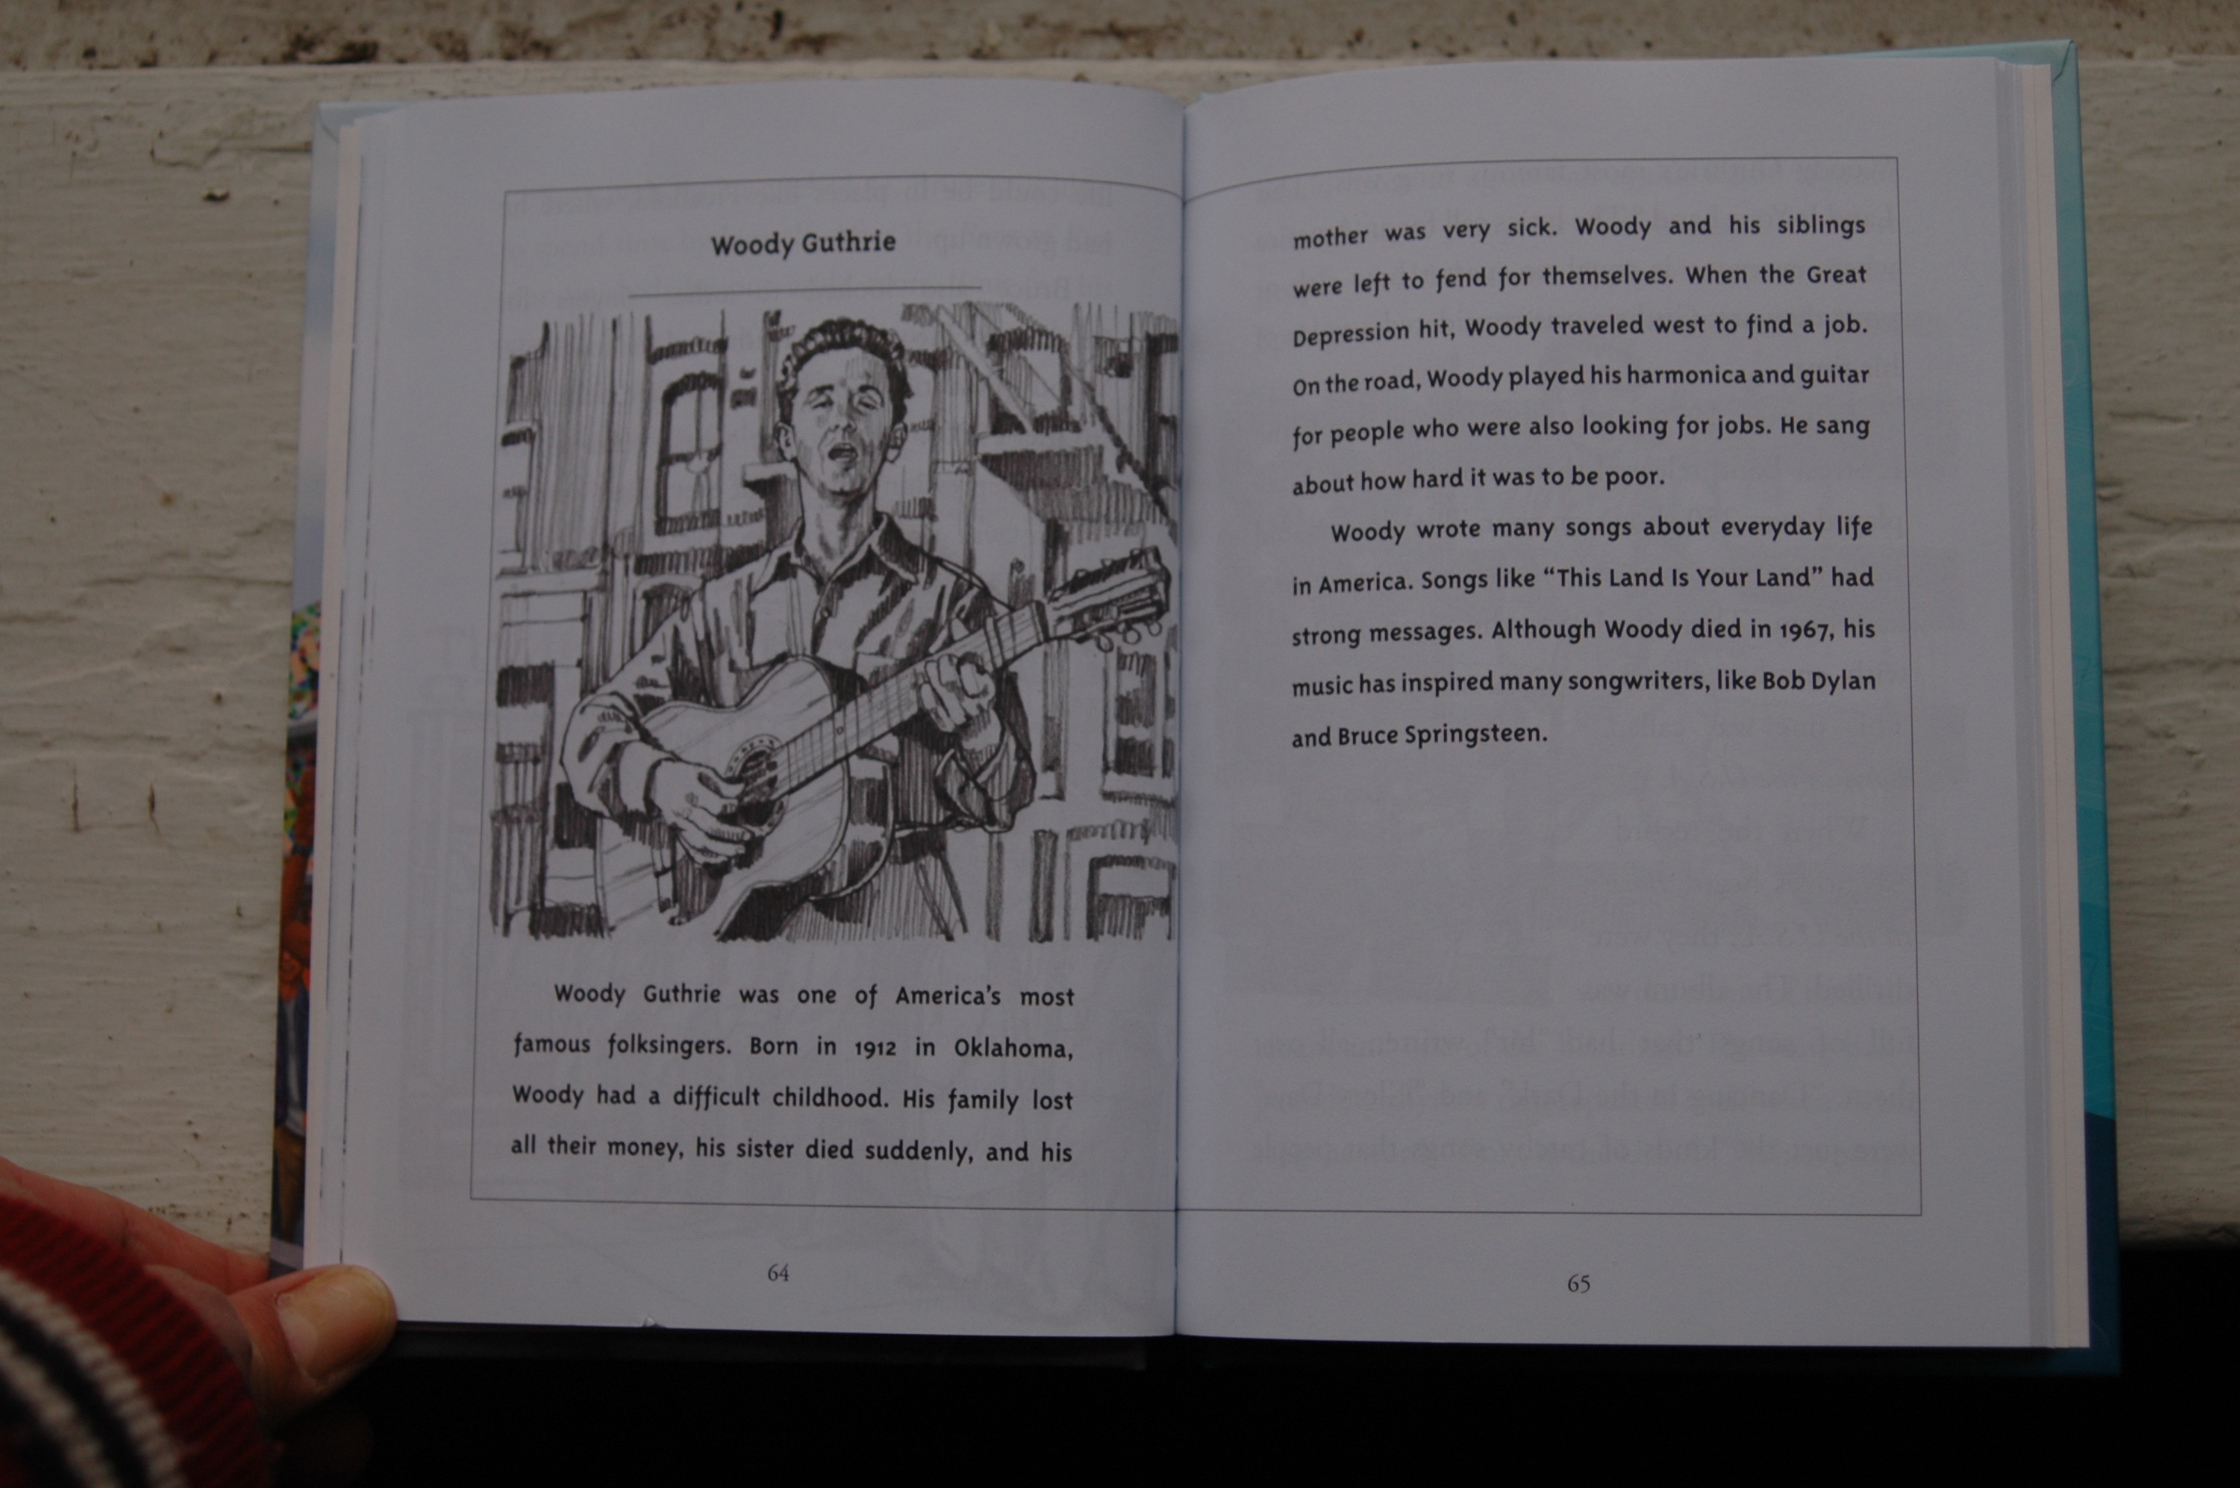 Woody Guthrie
Woody Guthrie was one of America's most
famous folksingers. Born in 1912 in Oklahoma,
Woody had a difficult childhood. His family lost
all their money, his sister died suddenly, and his
64
mother was very sick. Woody and his siblings
were left to fend for themselves. When the Great
Depression hit, Woody traveled west to find a job.
On the road, Woody played his harmonica and guitar
for people who were also looking for jobs. He sang
about how hard it was to be poor.
Woody wrote many songs about everyday life
in America. Songs like “This Land Is Your Land” had
strong messages. Although Woody died in 1967, his
music has inspired many songwriters, like Bob Dylan
and Bruce Springsteen.
65